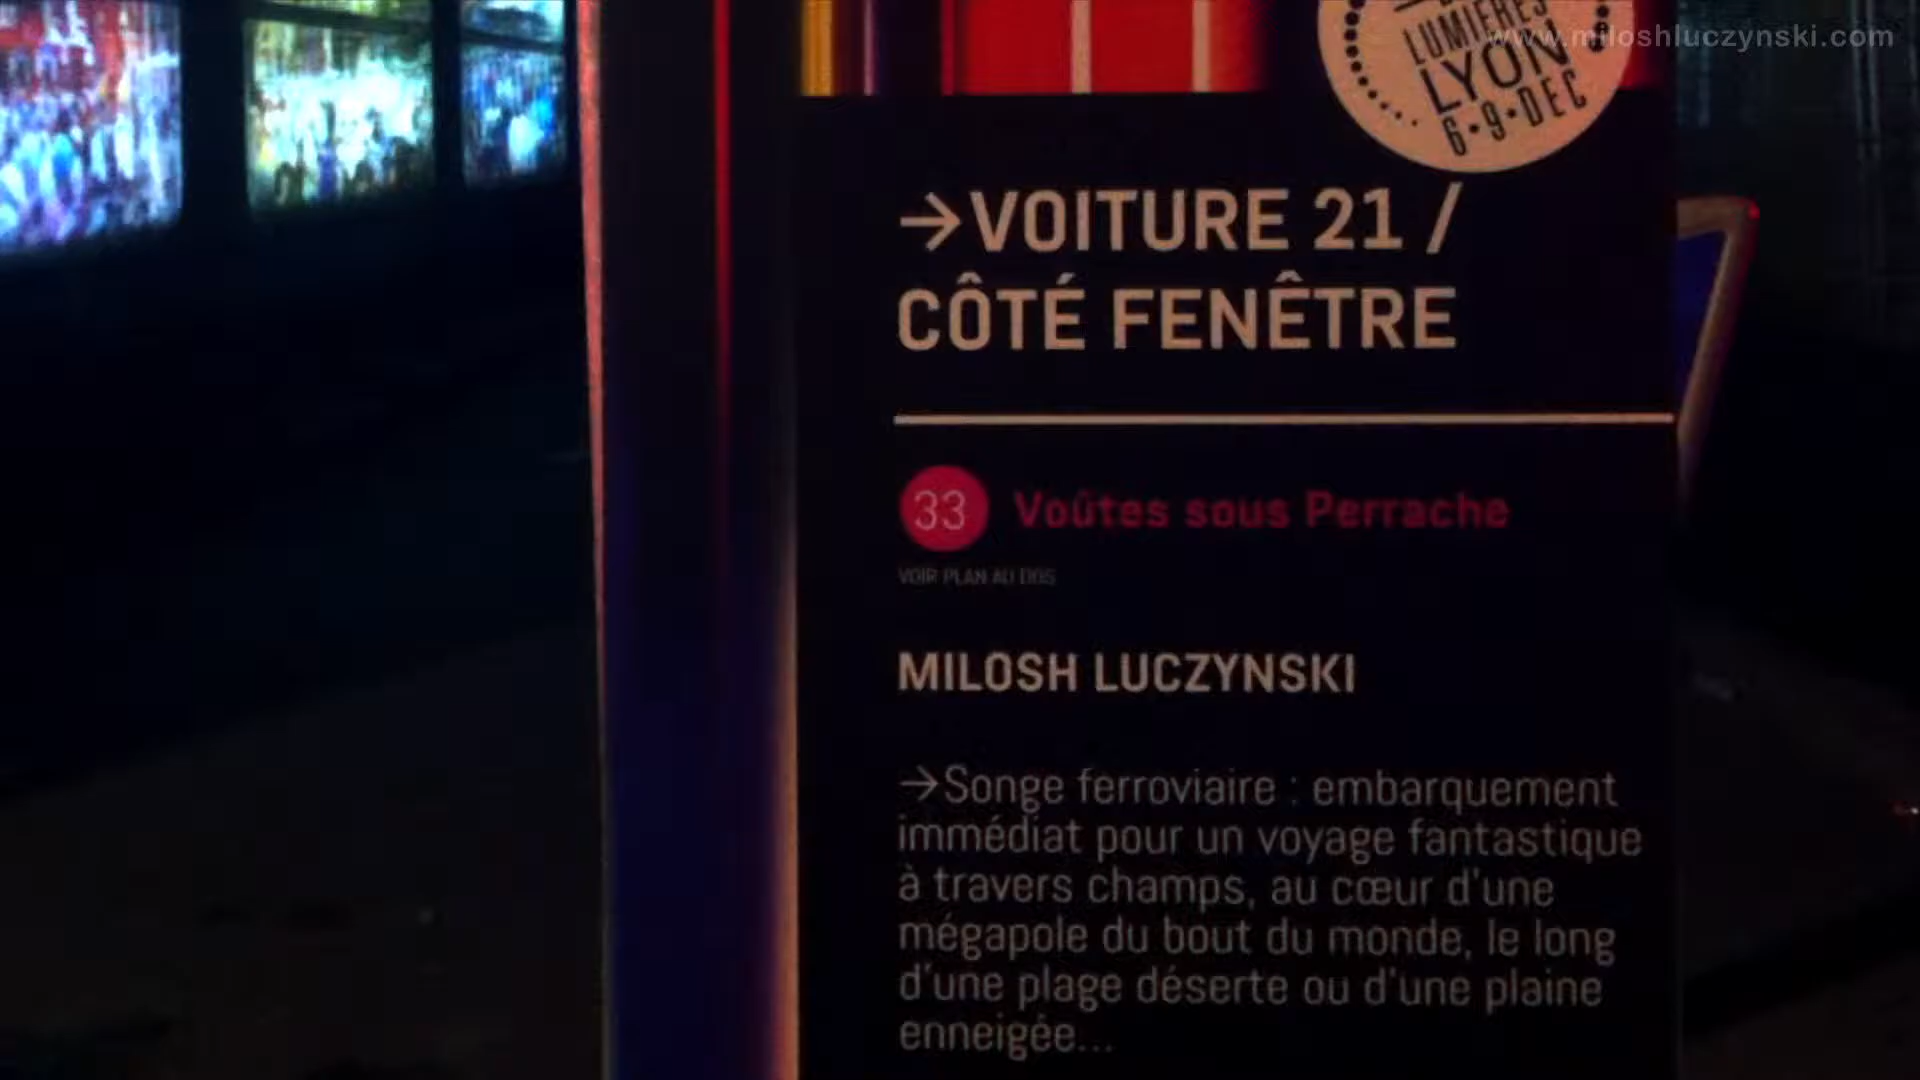 www.miloshluczynski.com
LUMIÈRES
LYON
6•9•DEC
→VOITURE 21 /
CÔTÉ FENÊTRE
33 Voûtes sous Perrache
VOIR PLAN AU DOS
MILOSH LUCZYNSKI
→Songe ferroviaire : embarquement
immédiat pour un voyage fantastique
à travers champs, au cœur d'une
mégapole du bout du monde, le long
d'une plage déserte ou d'une plaine
enneigée...